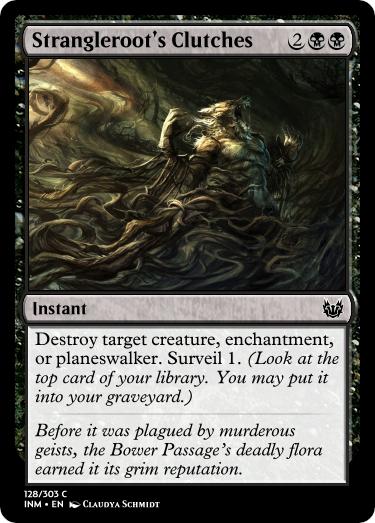 Strangleroot's Clutches 2
Instant
Destroy target creature, enchantment,
or planeswalker. Surveil 1. (Look at the
top card of your library. You may put it
into your graveyard.)
Before it was plagued by murderous
geists, the Bower Passage's deadly flora
earned it its grim reputation.
128/303 C
INM • EN Claudya Schmidt